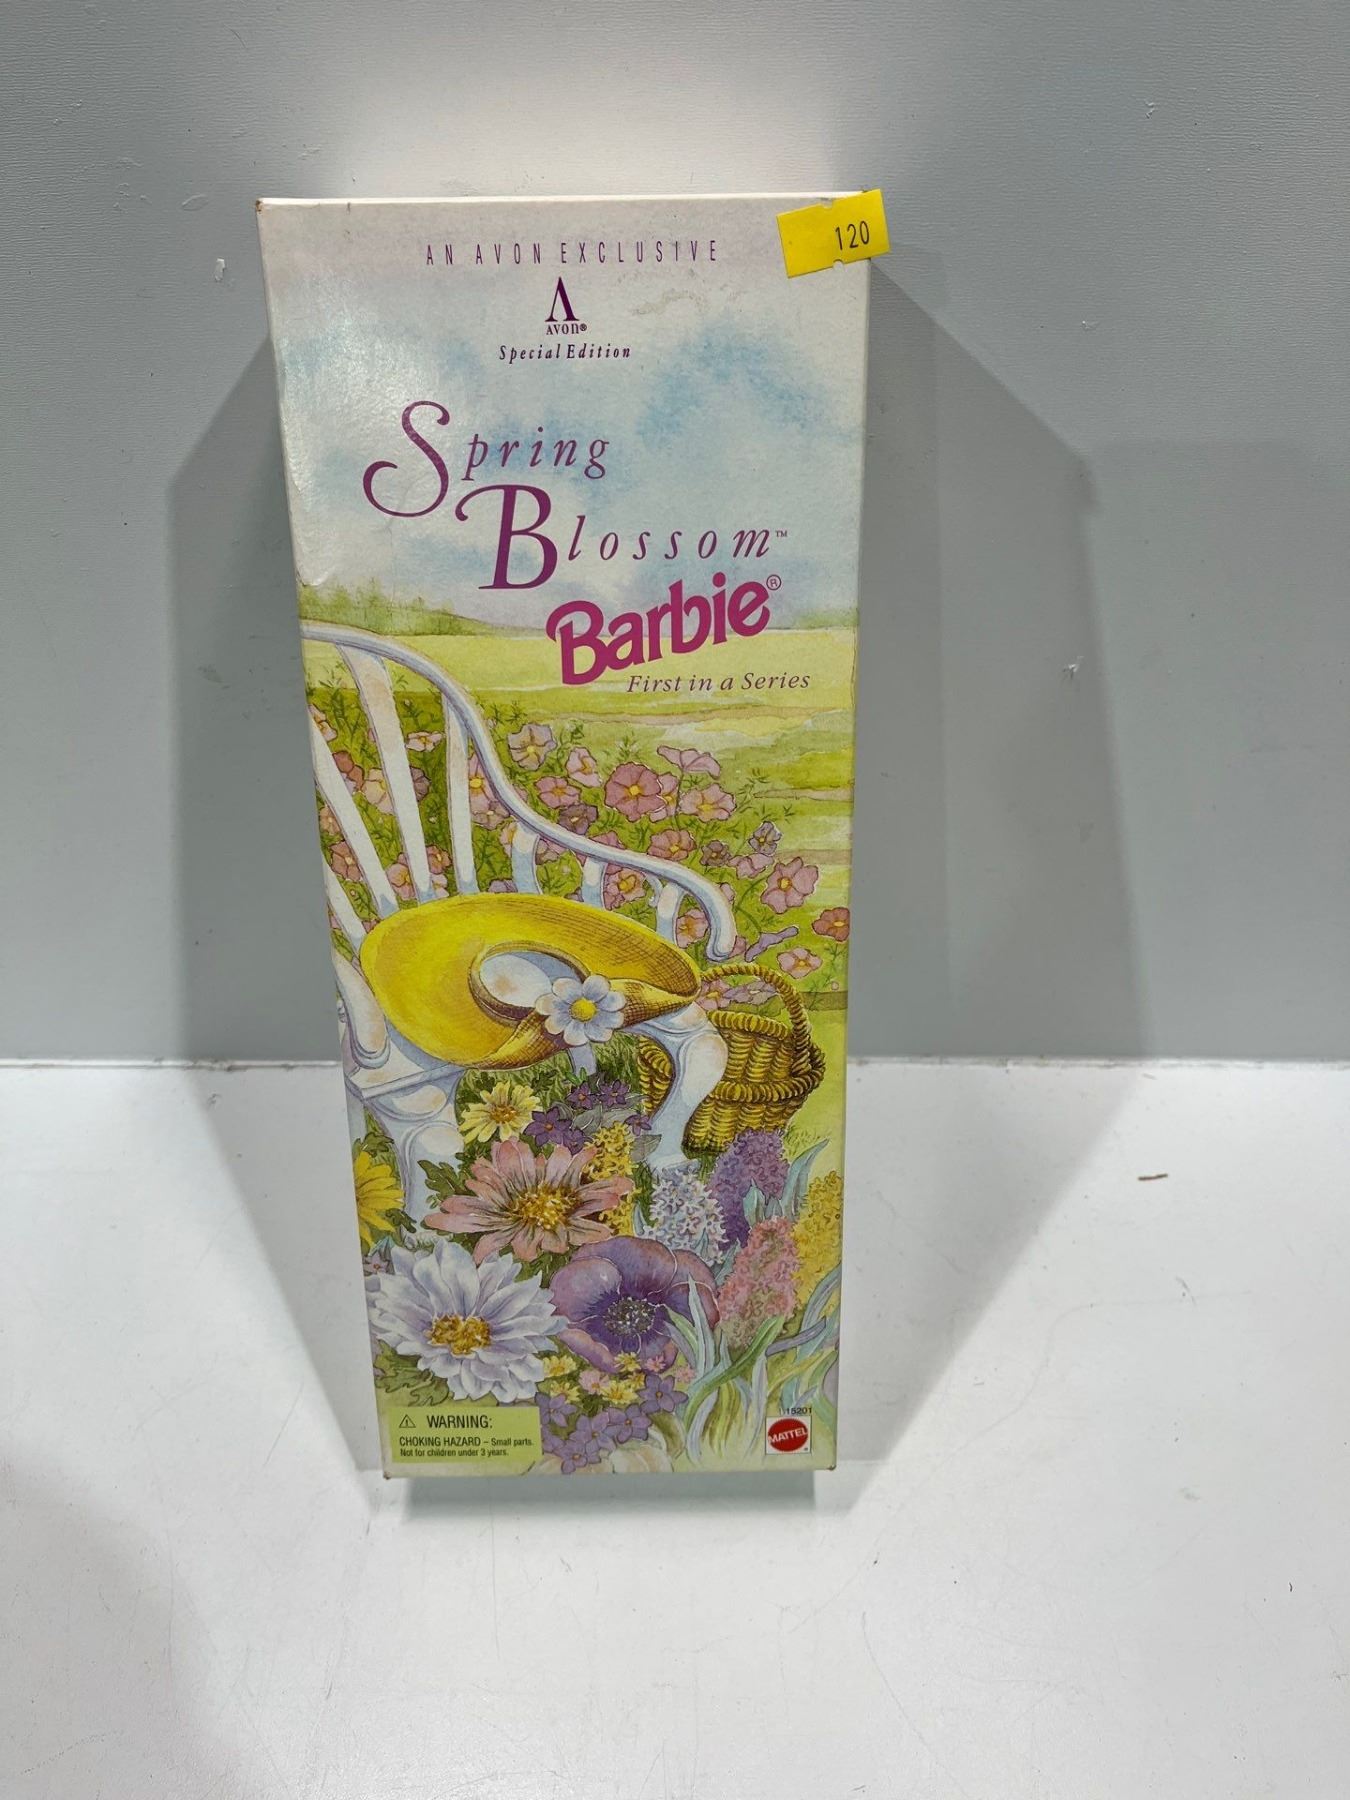 120
AN AVON EXCLUSIVE
A
AVON®
Special Edition
Spring
Blossom™
Barbie®
First in a Series
⚠ WARNING:
CHOKING HAZARD – Small parts.
Not for children under 3 years.
15201
MATTEL